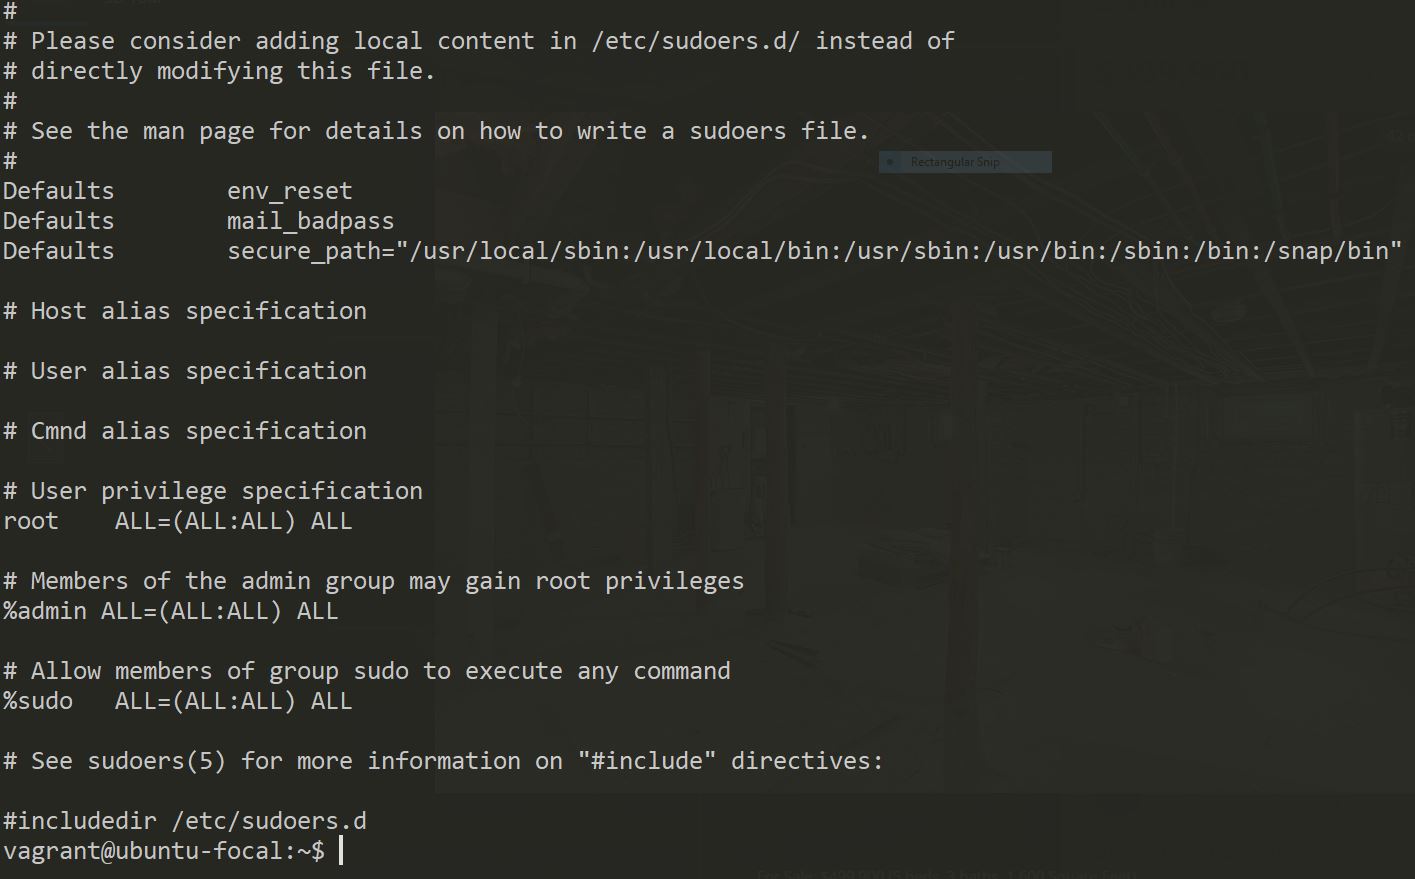 #
# Please consider adding local content in /etc/sudoers.d/ instead of
# directly modifying this file.
#
# See the man page for details on how to write a sudoers file.
#
Rectangular Snip
Defaults        env_reset
Defaults        mail_badpass
Defaults        secure_path="/usr/local/sbin:/usr/local/bin:/usr/sbin:/usr/bin:/sbin:/bin:/snap/bin"
# Host alias specification
# User alias specification
# Cmnd alias specification
# User privilege specification
root    ALL=(ALL:ALL) ALL
# Members of the admin group may gain root privileges
%admin ALL=(ALL:ALL) ALL
# Allow members of group sudo to execute any command
%sudo   ALL=(ALL:ALL) ALL
# See sudoers(5) for more information on "#include" directives:
#includedir /etc/sudoers.d
vagrant@ubuntu-focal:~$